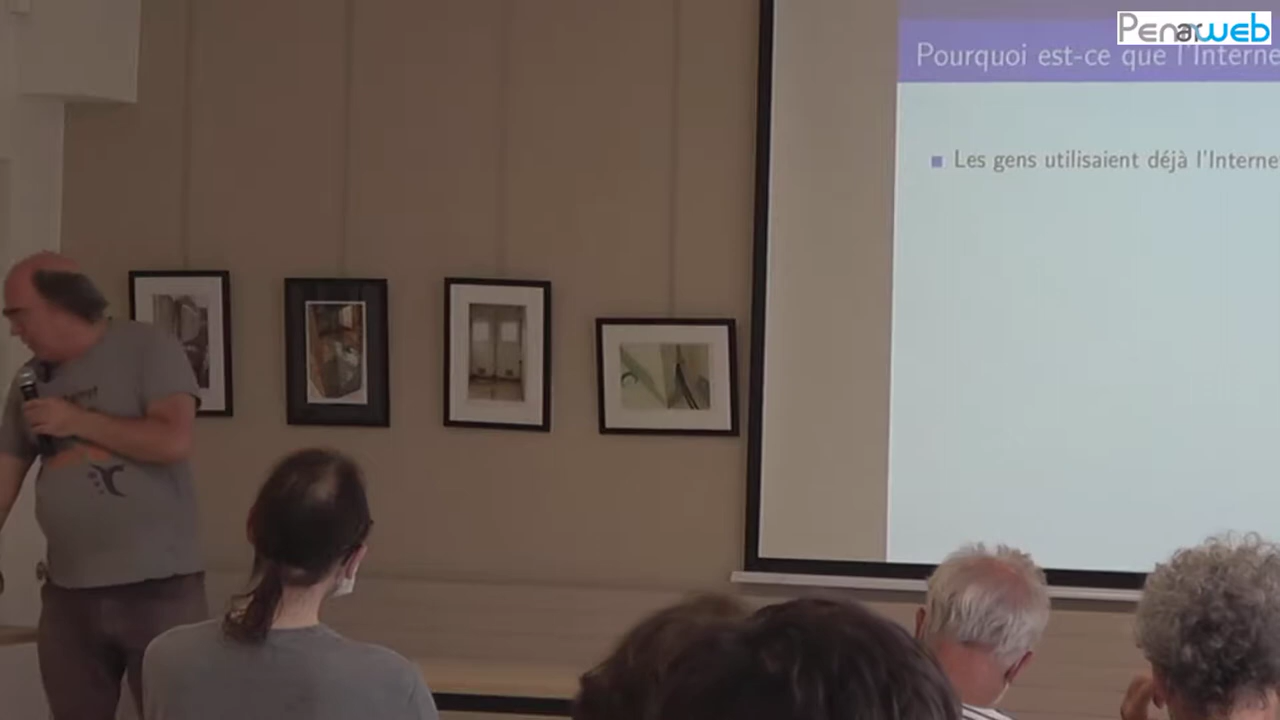 Penarweb
Pourquoi est-ce que l'Interne
Les gens utilisaient déjà l'Interne